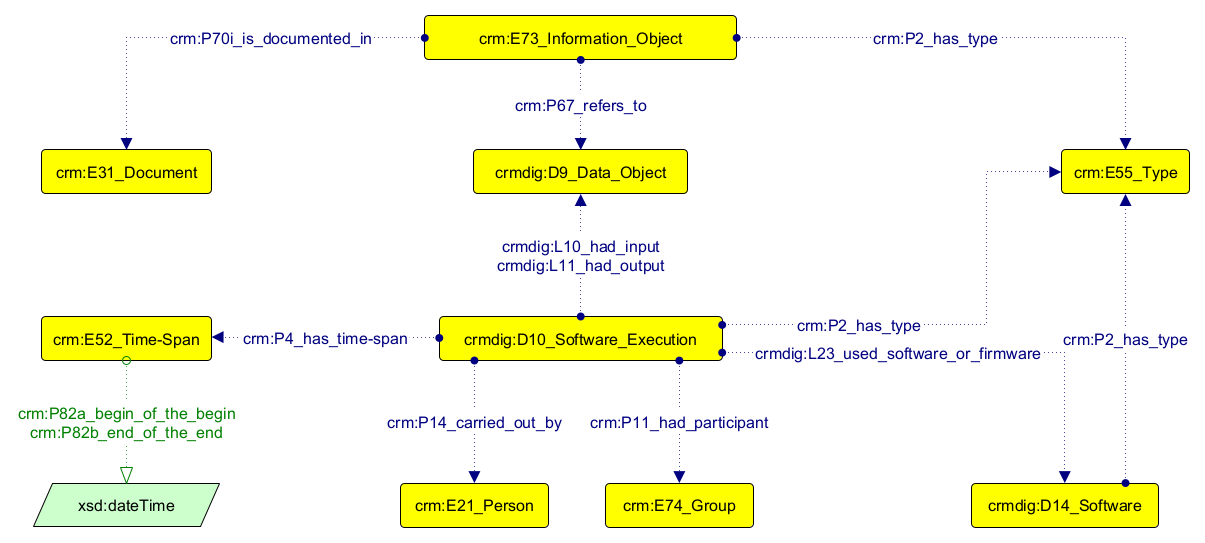 crm:P70i_is_documented_in
crm:E73_Information_Object
crm:P2_has_type
crm:P67_refers_to
crm:E31_Document
crmdig:D9_Data_Object
crm:E55_Type
crmdig:L10_had_input
crmdig:L11_had_output
crm:E52_Time-Span
crm:P4_has_time-span
crmdig:D10_Software_Execution
crm:P2_has_type
crmdig:L23_used_software_or_firmware
crm:P2_has_type
crm:P82a_begin_of_the_begin
crm:P82b_end_of_the_end
crm:P14_carried_out_by
crm:P11_had_participant
xsd:dateTime
crm:E21_Person
crm:E74_Group
crmdig:D14_Software